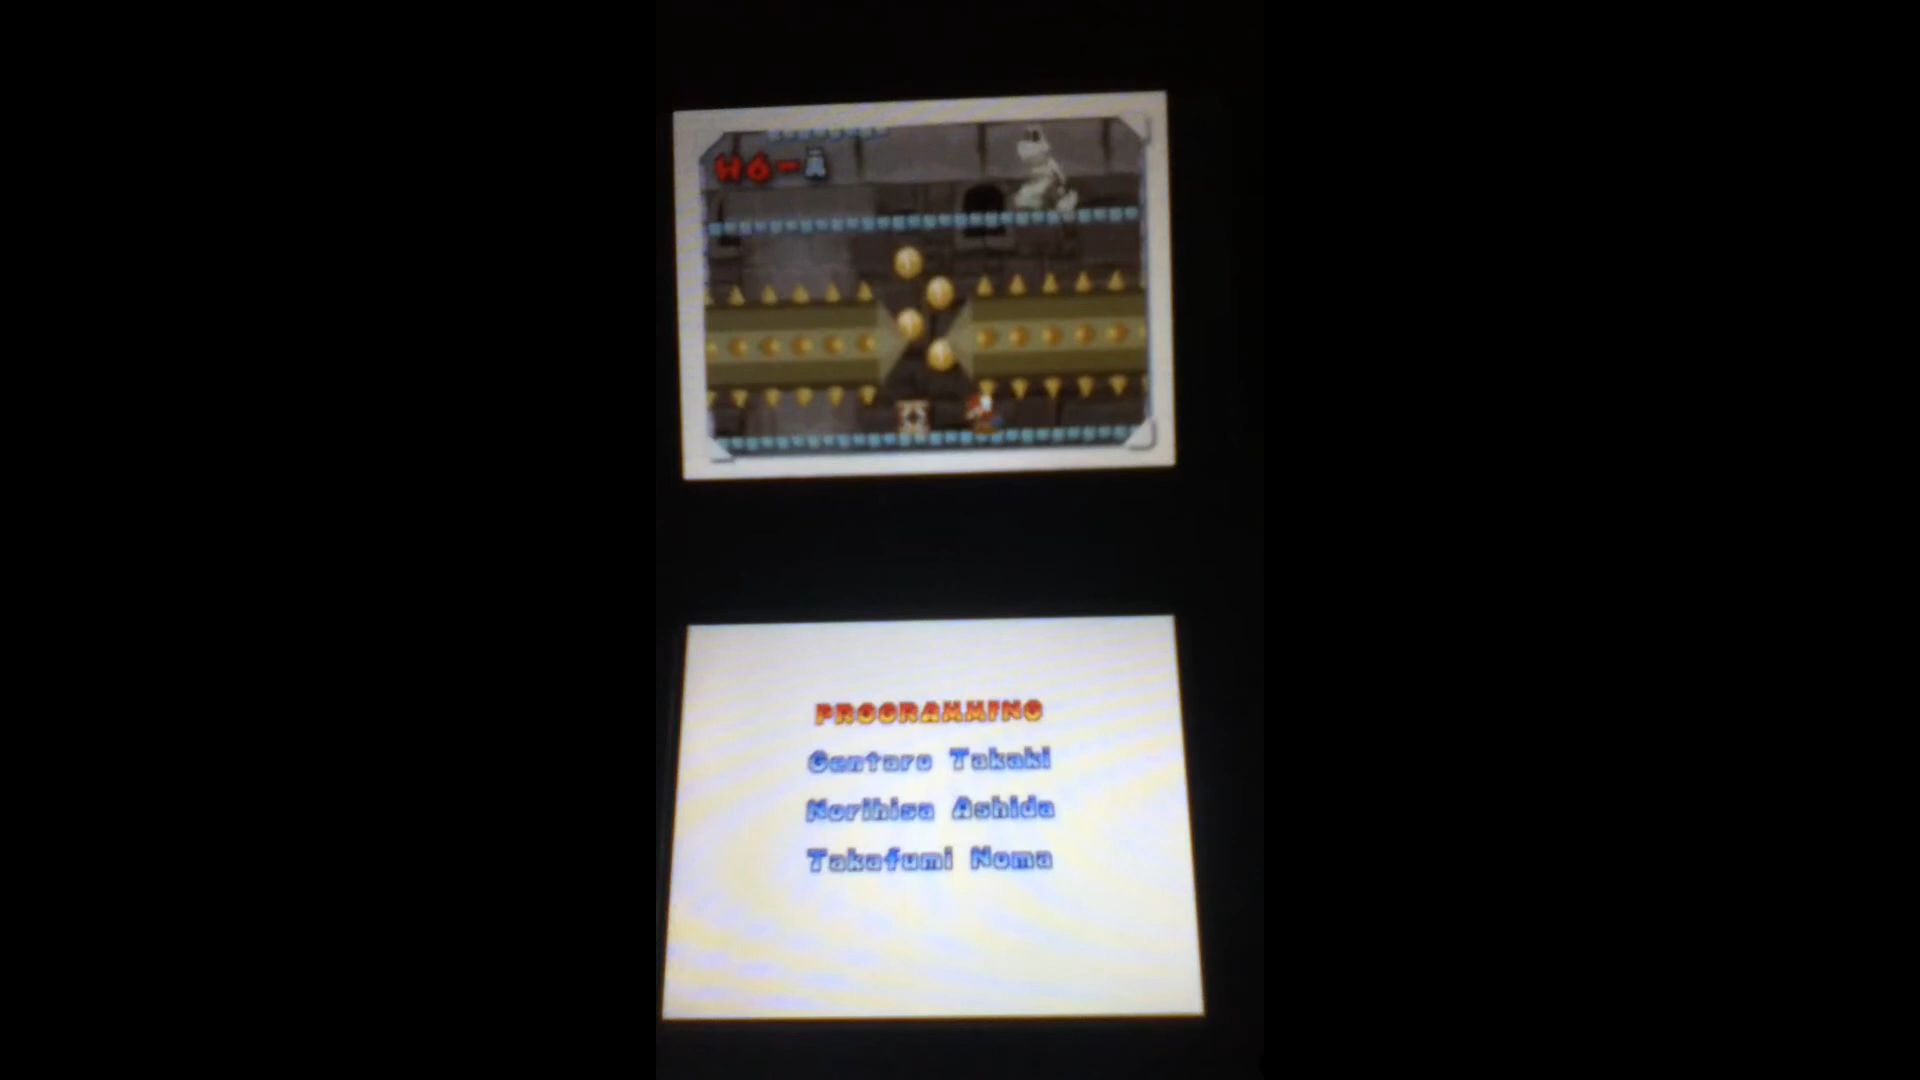 W6-
PROGRAMMING
Gentaro Takaki
Norihisa Ashida
Takafumi Noma